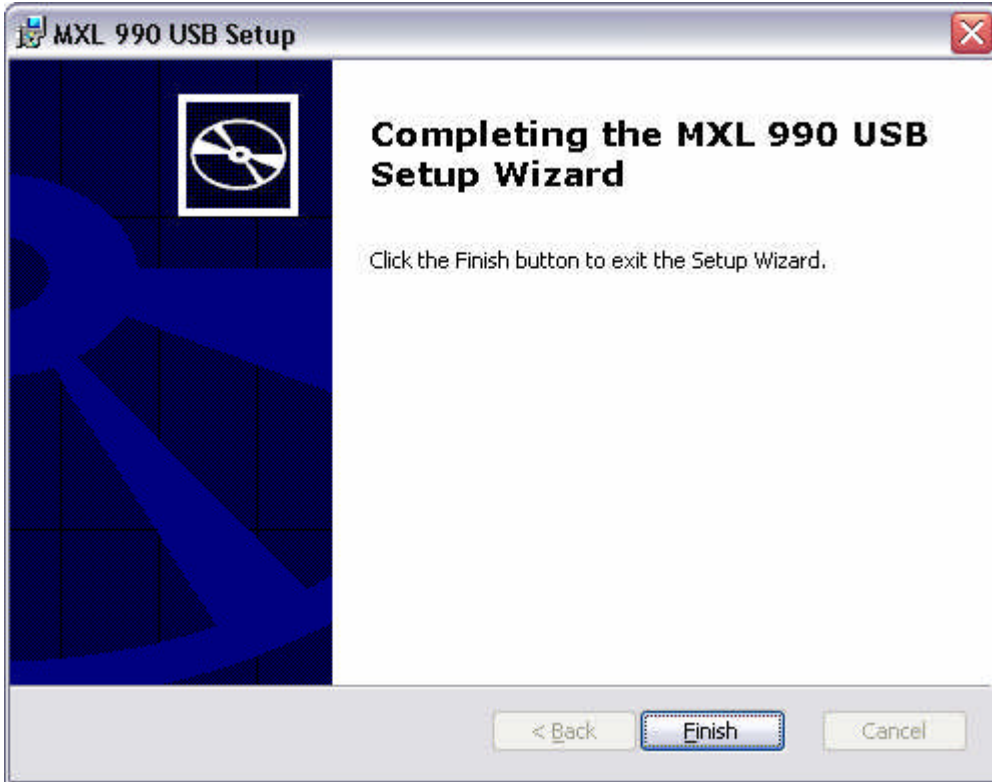 MXL 990 USB Setup
Completing the MXL 990 USB
Setup Wizard
Click the Finish button to exit the Setup Wizard.
< Back
Finish
Cancel